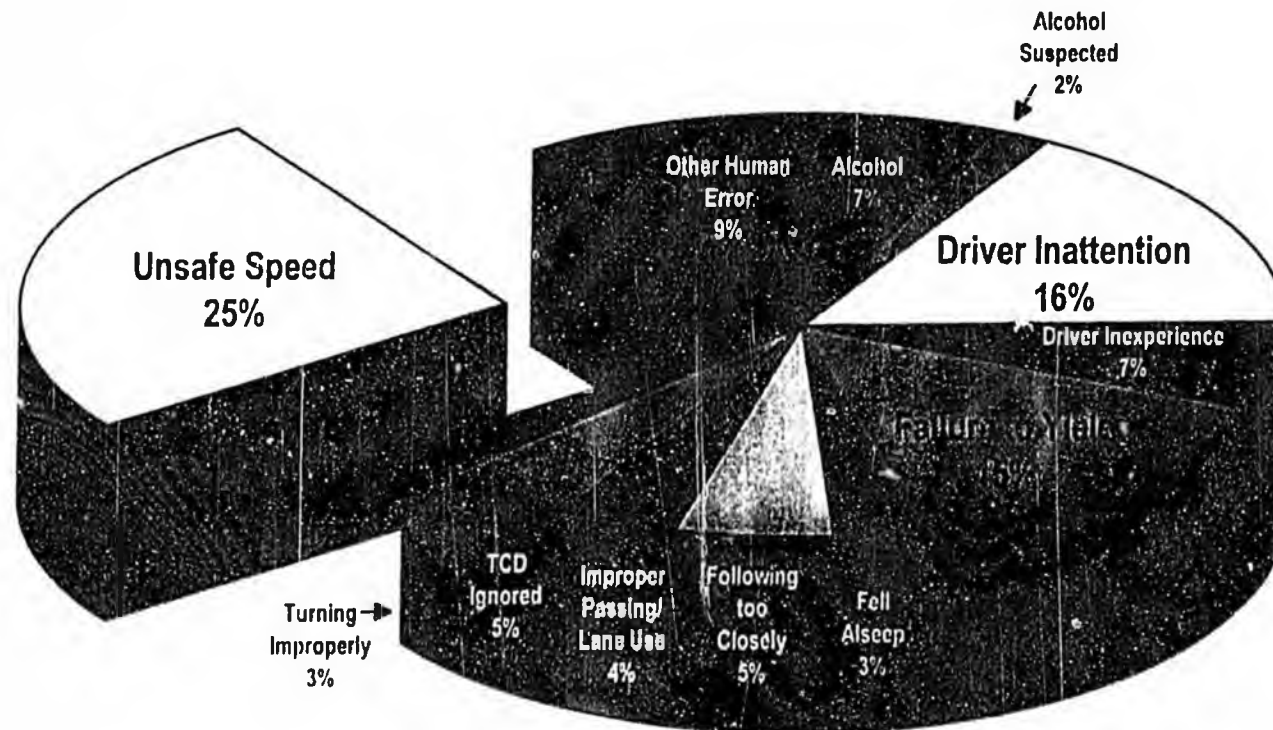 Alcohol
Suspected
2%
Other Human
Error
9%
Alcohol
7%
Unsafe Speed
25%
Driver Inattention
16%
Driver Inexperience
7%
Failure
TCD
Ignored
5%
Improper
Passing/
Lane Use
4%
Following
too
Closely
5%
Fell
Alseep
3%
Turning
Improperly
3%